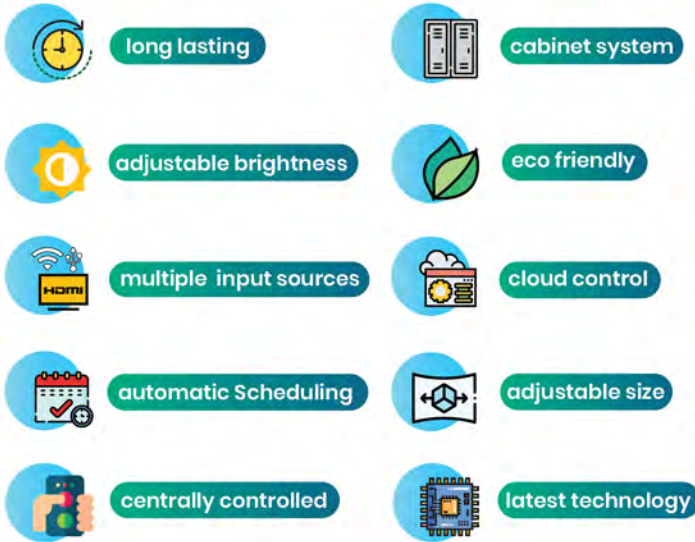 long lasting
cabinet system
adjustable brightness
eco friendly
HDMI
multiple input sources
cloud control
automatic Scheduling
adjustable size
centrally controlled
latest technology